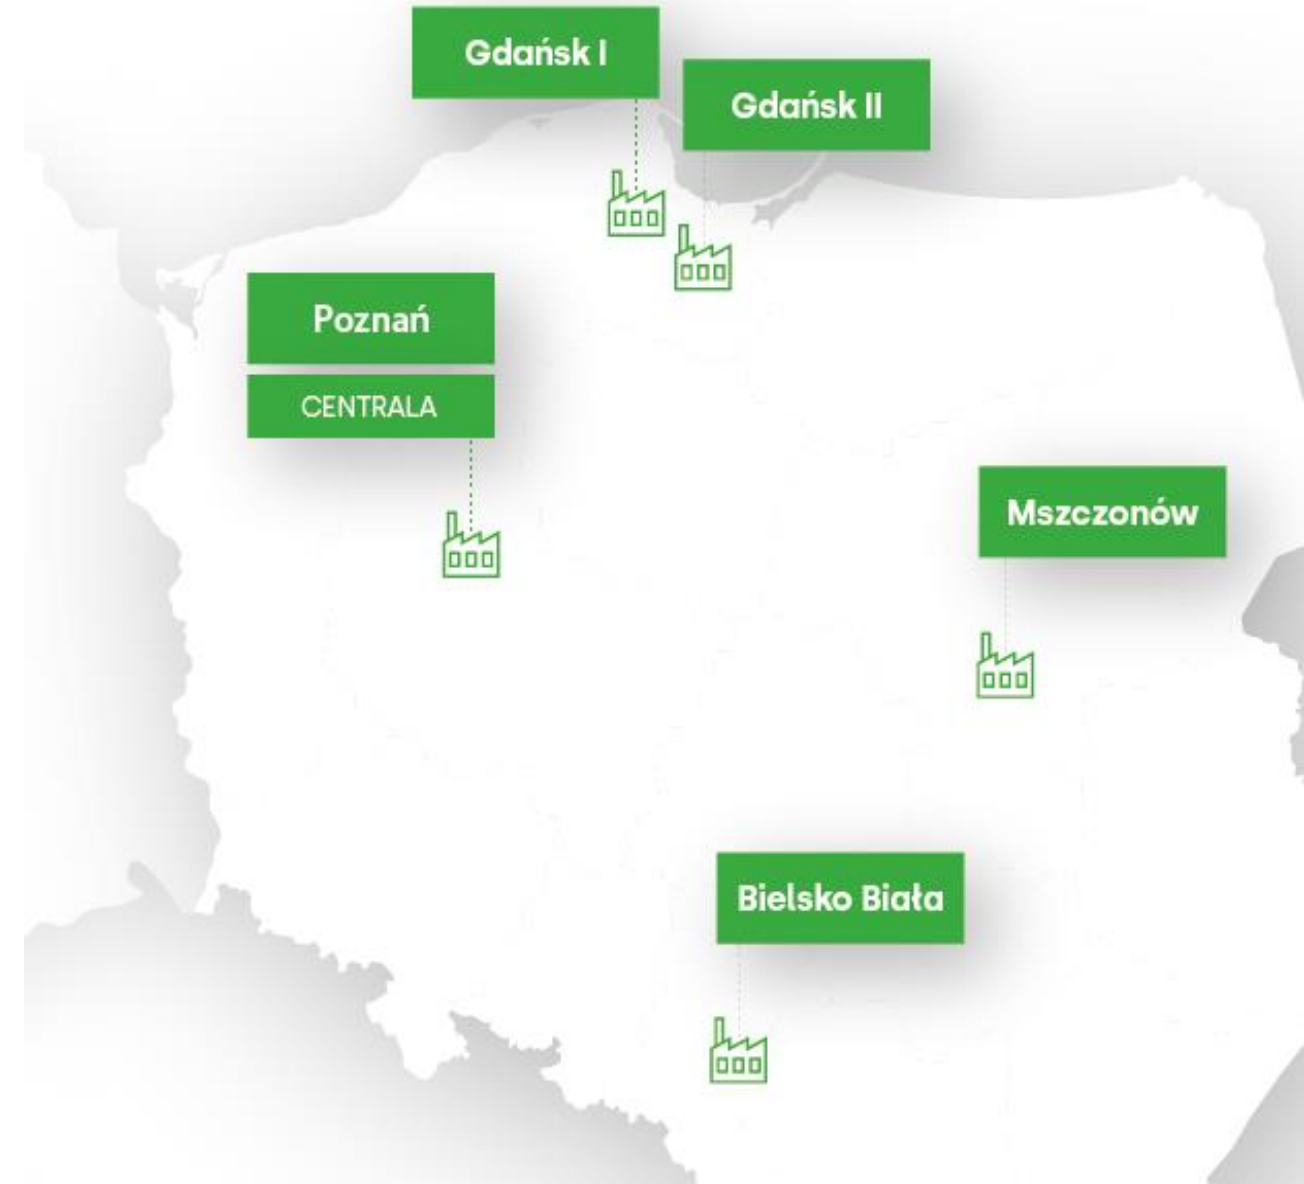 Gdańsk I
Gdańsk II
Poznań
CENTRALA
Mszczonów
Bielsko Biała